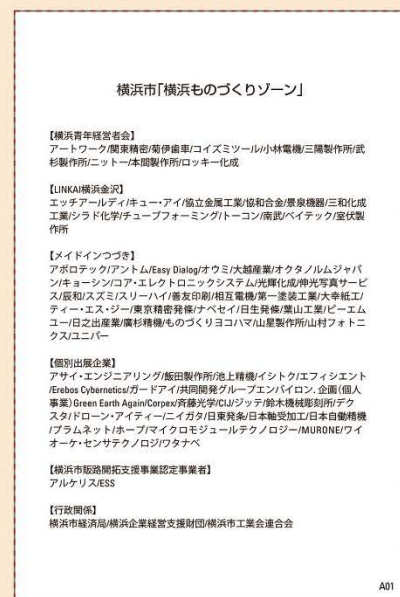 横浜市「横浜ものづくりゾーン」
【横浜青年経営者会】
アートワーク/関東精密/菊伊歯車/コイズミツール/小林電機/三陽製作所/武
杉製作所/ニットー/本間製作所/ロッキー化成
【LINKAI横浜金沢】
エッチアールディ/キュー・アイ/協立金属工業/協和合金/景泉機器/三和化成
工業/シラド化学/チューブフォーミング/トーコン/南武/ベイテック/室伏製
作所
【メイドインつづき】
アポロテック/アントム/Easy Dialog/オウミ/大越産業/オクタノルムジャパ
ン/キョーシン/コア・エレクトロニックシステム/光輝化成/伸光写真サービ
ス/辰和/スズミ/スリーハイ/善友印刷/相互電機/第一塗装工業/大幸紙工/
ティー・エス・ジー/東京精密発條/ナベセイ/日生発條/葉山工業/ビーエム
ユー/日之出産業/廣杉精機/ものづくりヨコハマ/山星製作所/山村フォトニ
クス/ユニバー
【個別出展企業】
アサイ・エンジニアリング/飯田製作所/池上精機/イシトク/エフィシエント
/Erebos Cybernetics/ガードアイ/共同開発グループエンバイロン．企画(個人
事業)Green Earth Again/Corpex/斉藤光学/CIJ/ジッテ/鈴木機械彫刻所/デク
スタ/ドローン・アイティー/ニイガタ/日東発条/日本軸受加工/日本自働精機
/プラムネット/ホープ/マイクロモジュールテクノロジー/MURONE/ワイ
オーケ・センサテクノロジ/ワタナベ
【横浜市販路開拓支援事業認定事業者】
アルケリス/ESS
【行政関係】
横浜市経済局/横浜企業経営支援財団/横浜市工業会連合会
A01